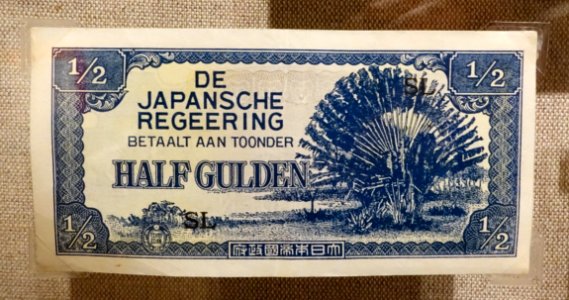 1/2
1/2
DE
JAPANSCHE
REGEERING
BETAALT AAN TOONDER
HALF GULDEN
SL
SL
1/2
1/2
府政國帝本日大